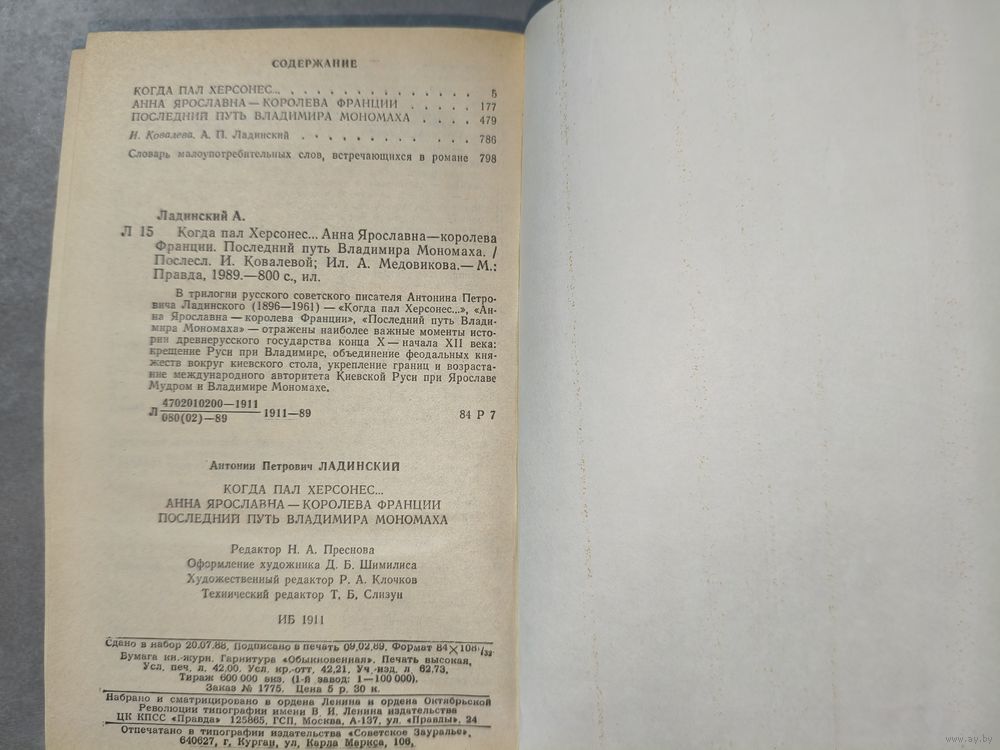 СОДЕРЖАНИЕ
КОГДА ПАЛ ХЕРСОНЕС... . . . . . . . . . . . . . 5
АННА ЯРОСЛАВНА — КОРОЛЕВА ФРАНЦИИ . . . . . 177
ПОСЛЕДНИЙ ПУТЬ ВЛАДИМИРА МОНОМАХА . . . . 479
И. Ковалева. А. П. Ладинский . . . . . . . . . 786
Словарь малоупотребительных слов, встречающихся в романе 798
Ладинский А.
Л 15 Когда пал Херсонес... Анна Ярославна—королева
Франции. Последний путь Владимира Мономаха. /
Послесл. И. Ковалевой; Ил. А. Медовикова.— М.:
Правда, 1989.—800 с., ил.
В трилогии русского советского писателя Антонина Петро-
вича Ладинского (1896—1961) — «Когда пал Херсонес...», «Ан-
на Ярославна — королева Франции», «Последний путь Влади-
мира Мономаха» — отражены наиболее важные моменты исто-
рии древнерусского государства конца X — начала XII века:
крещение Руси при Владимире, объединение феодальных кня-
жеств вокруг киевского стола, укрепление границ и возраста-
ние международного авторитета Киевской Руси при Ярославе
Мудром и Владимире Мономахе.
4702010200—1911
Л 1911—89 84 Р 7
080(02)—89
Антонин Петрович ЛАДИНСКИЙ
КОГДА ПАЛ ХЕРСОНЕС...
АННА ЯРОСЛАВНА — КОРОЛЕВА ФРАНЦИИ
ПОСЛЕДНИЙ ПУТЬ ВЛАДИМИРА МОНОМАХА
Редактор Н. А. Преснова
Оформление художника Д. Б. Шимилиса
Художественный редактор Р. А. Клочков
Технический редактор Т. Б. Слизун
ИБ 1911
Сдано в набор 20.07.88. Подписано в печать 09.02.89. Формат 84×108 1/32
Бумага кн.-журн. Гарнитура «Обыкновенная». Печать высокая.
Усл. печ. л. 42,00. Усл. кр.-отт. 42,21. Уч.-изд. л 62,73.
Тираж 600 000 экз. (1-й завод: 1—100 000).
Заказ № 1775. Цена 5 р. 30 к.
Набрано и сматрицировано в ордена Ленина и ордена Октябрьской
Революции типографии имени В. И. Ленина издательства
ЦК КПСС «Правда» 125865, ГСП, Москва, А-137, ул. «Правды», 24
Отпечатано в типографии издательства «Советское Зауралье»,
640627, г. Курган, ул. Карла Маркса, 106.
www.ay.by